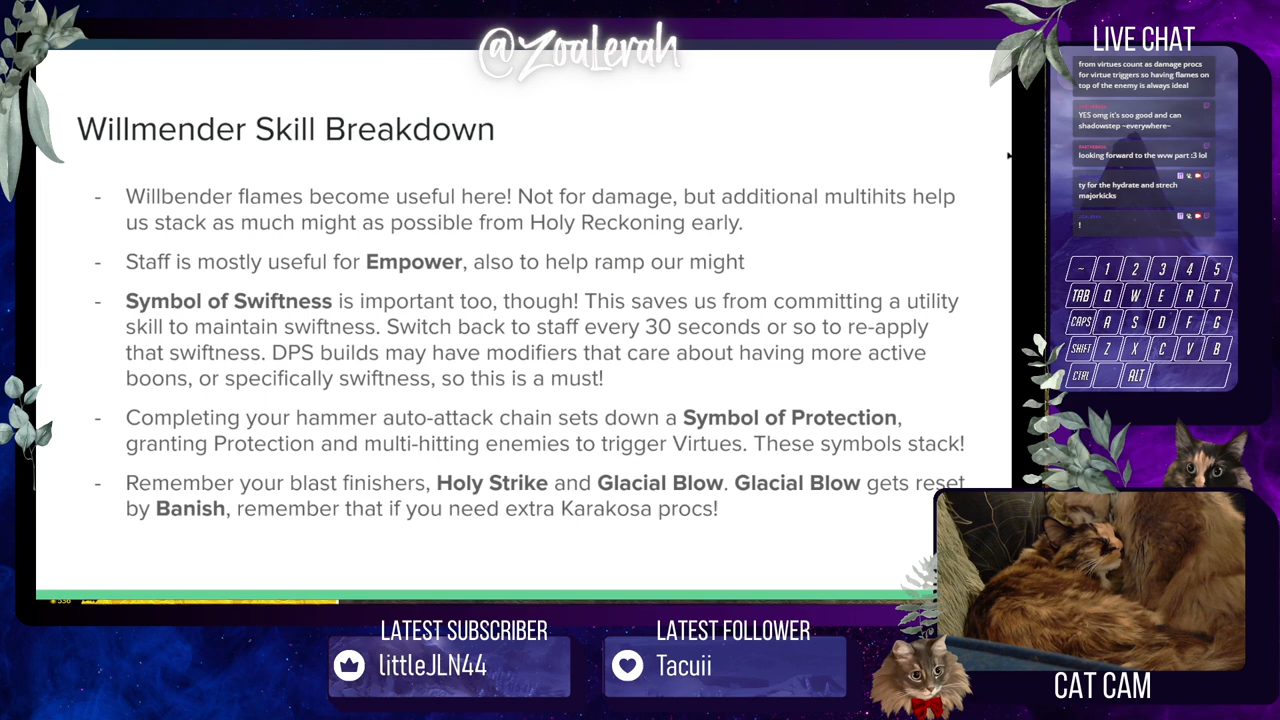 @ZoaLerah
LIVE CHAT
from virtues count as damage procs
for virtue triggers so having flames on
top of the enemy is always ideal
YES omg it's soo good and can
shadowstep ~everywhere~
looking forward to the wvw part :3 lol
ty for the hydrate and strech
majorkicks
!
Willmender Skill Breakdown
- Willbender flames become useful here! Not for damage, but additional multihits help
us stack as much might as possible from Holy Reckoning early.
- Staff is mostly useful for Empower, also to help ramp our might
- Symbol of Swiftness is important too, though! This saves us from committing a utility
skill to maintain swiftness. Switch back to staff every 30 seconds or so to re-apply
that swiftness. DPS builds may have modifiers that care about having more active
boons, or specifically swiftness, so this is a must!
- Completing your hammer auto-attack chain sets down a Symbol of Protection,
granting Protection and multi-hitting enemies to trigger Virtues. These symbols stack!
- Remember your blast finishers, Holy Strike and Glacial Blow. Glacial Blow gets reset
by Banish, remember that if you need extra Karakosa procs!
~ 1 2 3 4 5
TAB Q W E R T
CAPS A S D F G
SHIFT Z X C V B
CTRL ALT
LATEST SUBSCRIBER
littleJLN44
LATEST FOLLOWER
Tacuii
CAT CAM